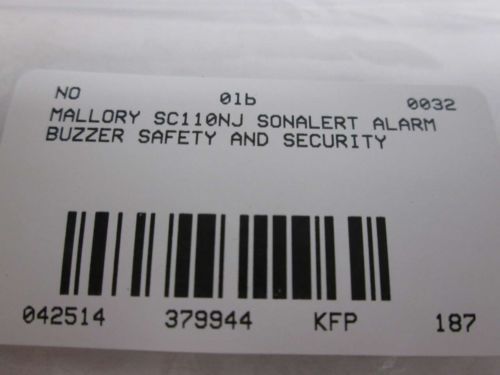 NO 01b 0032
MALLORY SC110NJ SONALERT ALARM
BUZZER SAFETY AND SECURITY
042514 379944 KFP 187